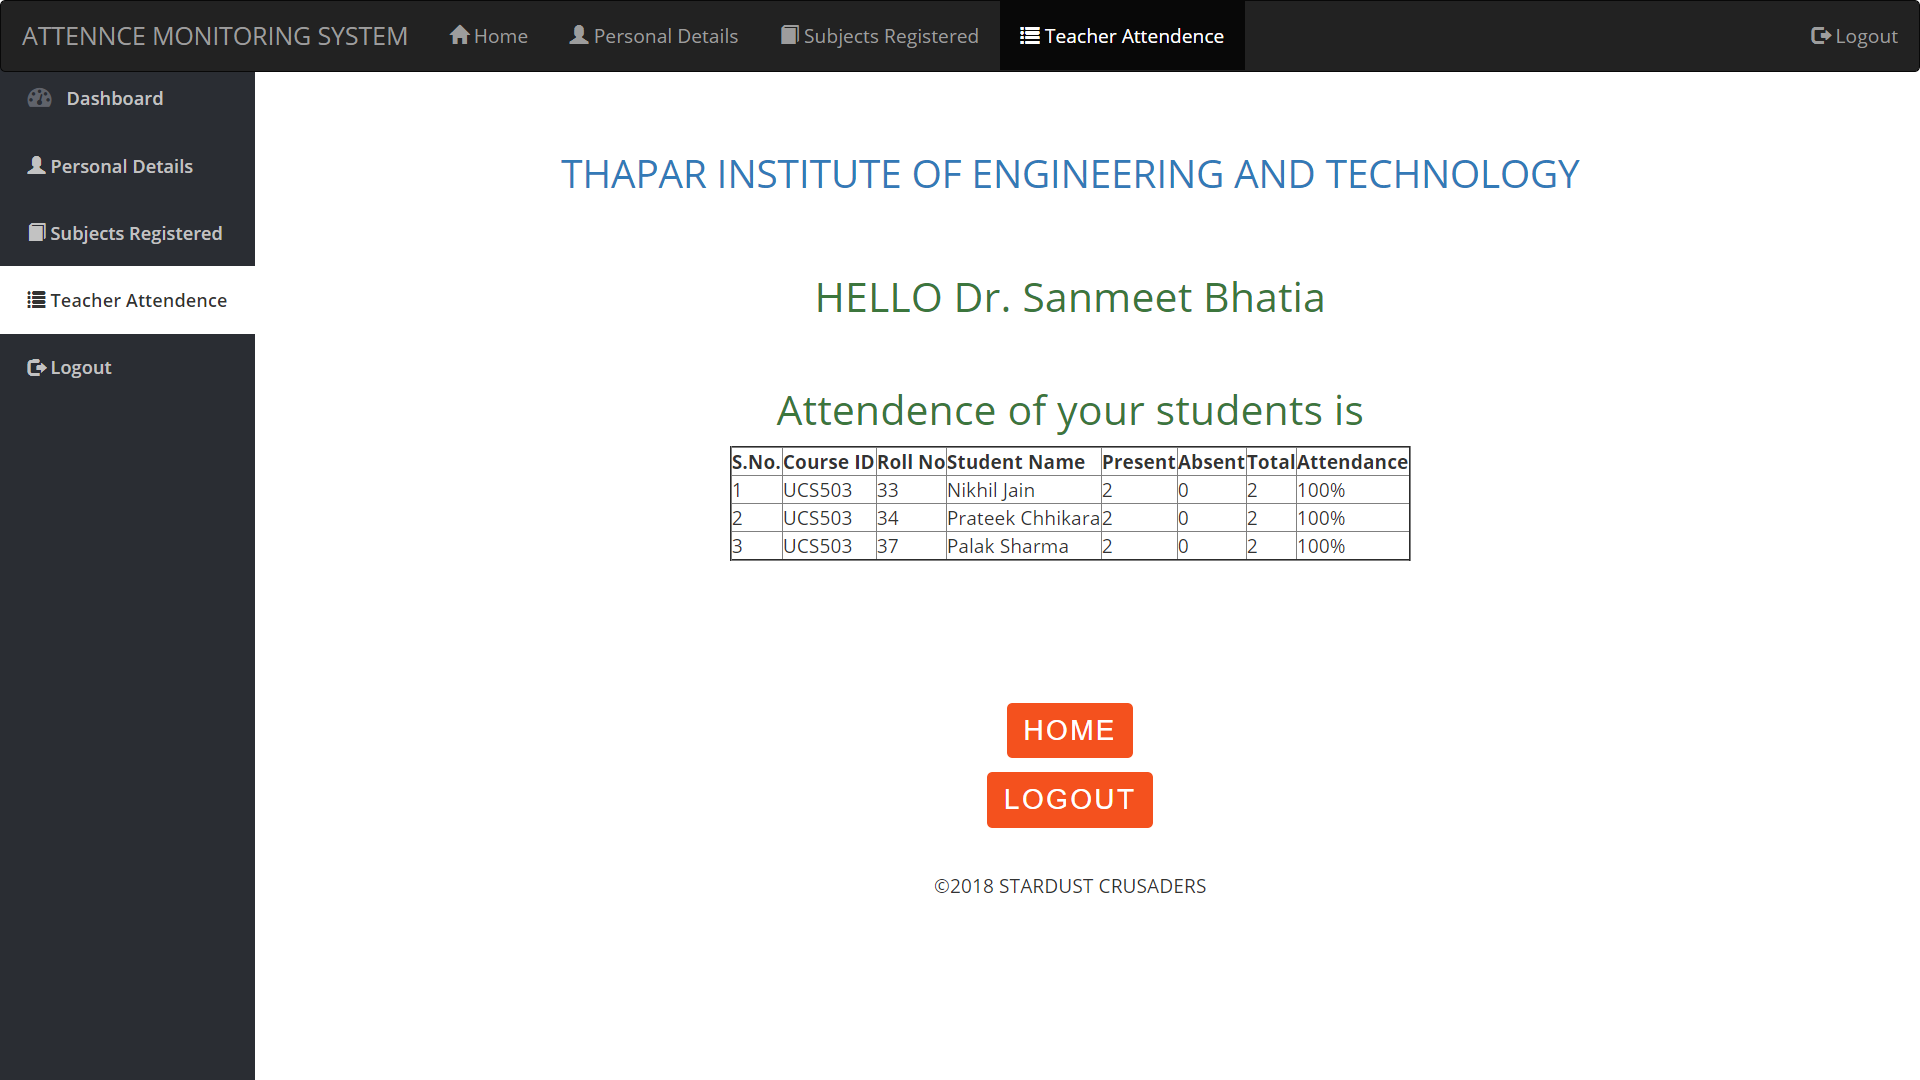 ATTENNCE MONITORING SYSTEM Home Personal Details Subjects Registered Teacher Attendence Logout
Dashboard
Personal Details
Subjects Registered
Teacher Attendence
Logout
THAPAR INSTITUTE OF ENGINEERING AND TECHNOLOGY
HELLO Dr. Sanmeet Bhatia
Attendence of your students is
S.No. Course ID Roll No Student Name Present Absent Total Attendance
1 UCS503 33 Nikhil Jain 2 0 2 100%
2 UCS503 34 Prateek Chhikara 2 0 2 100%
3 UCS503 37 Palak Sharma 2 0 2 100%
HOME
LOGOUT
©2018 STARDUST CRUSADERS